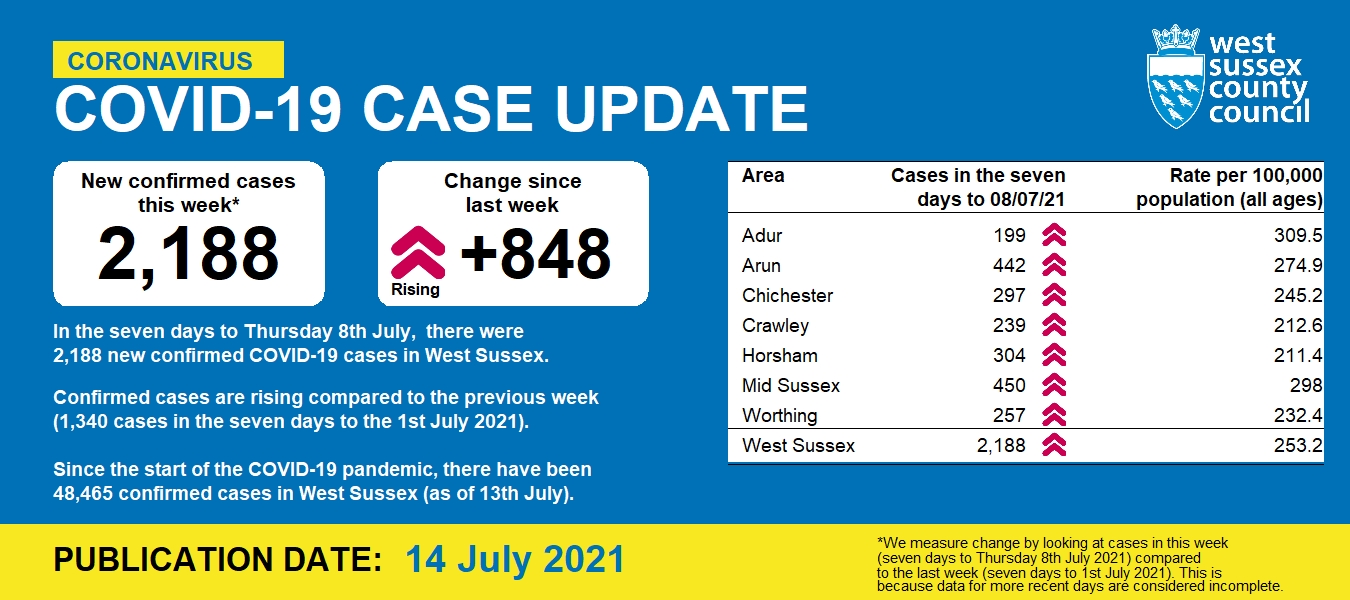 CORONAVIRUS
COVID-19 CASE UPDATE
west
sussex
county
council
New confirmed cases
this week*
2,188
Change since
last week
+848
Rising
In the seven days to Thursday 8th July, there were
2,188 new confirmed COVID-19 cases in West Sussex.
Confirmed cases are rising compared to the previous week
(1,340 cases in the seven days to the 1st July 2021).
Since the start of the COVID-19 pandemic, there have been
48,465 confirmed cases in West Sussex (as of 13th July).
Area Cases in the seven Rate per 100,000
days to 08/07/21 population (all ages)
Adur 199 309.5
Arun 442 274.9
Chichester 297 245.2
Crawley 239 212.6
Horsham 304 211.4
Mid Sussex 450 298
Worthing 257 232.4
West Sussex 2,188 253.2
PUBLICATION DATE: 14 July 2021
*We measure change by looking at cases in this week
(seven days to Thursday 8th July 2021) compared
to the last week (seven days to 1st July 2021). This is
because data for more recent days are considered incomplete.